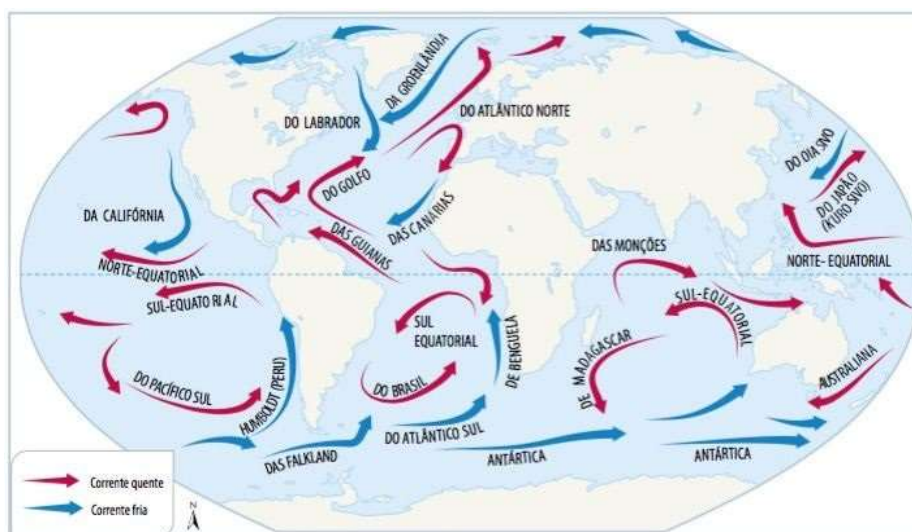 DA GROENLÂNDIA
DO LABRADOR
DO ATLÂNTICO NORTE
DO GOLFO
DAS CANÁRIAS
DAS GUIANAS
DA CALIFÓRNIA
NORTE-EQUATORIAL
SUL-EQUATORIAL
DO PACÍFICO SUL
HUMBOLDT (PERU)
SUL
EQUATORIAL
DO BRASIL
DE BENGUELA
DAS FALKLAND
DO ATLÂNTICO SUL
ANTÁRTICA
DAS MONÇÕES
SUL-EQUATORIAL
DE MADAGASCAR
ANTÁRTICA
AUSTRALIANA
DO OIA SIVO
DO JAPÃO
(KURO SIVO)
NORTE-EQUATORIAL
Corrente quente
Corrente fria
N